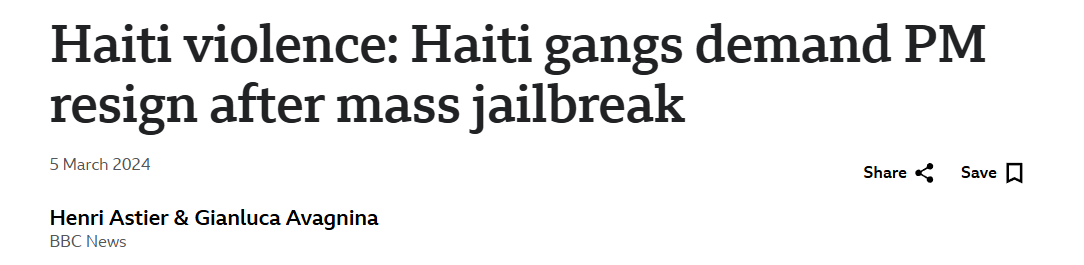 Haiti violence: Haiti gangs demand PM
resign after mass jailbreak
5 March 2024
Share
Save
Henri Astier & Gianluca Avagnina
BBC News